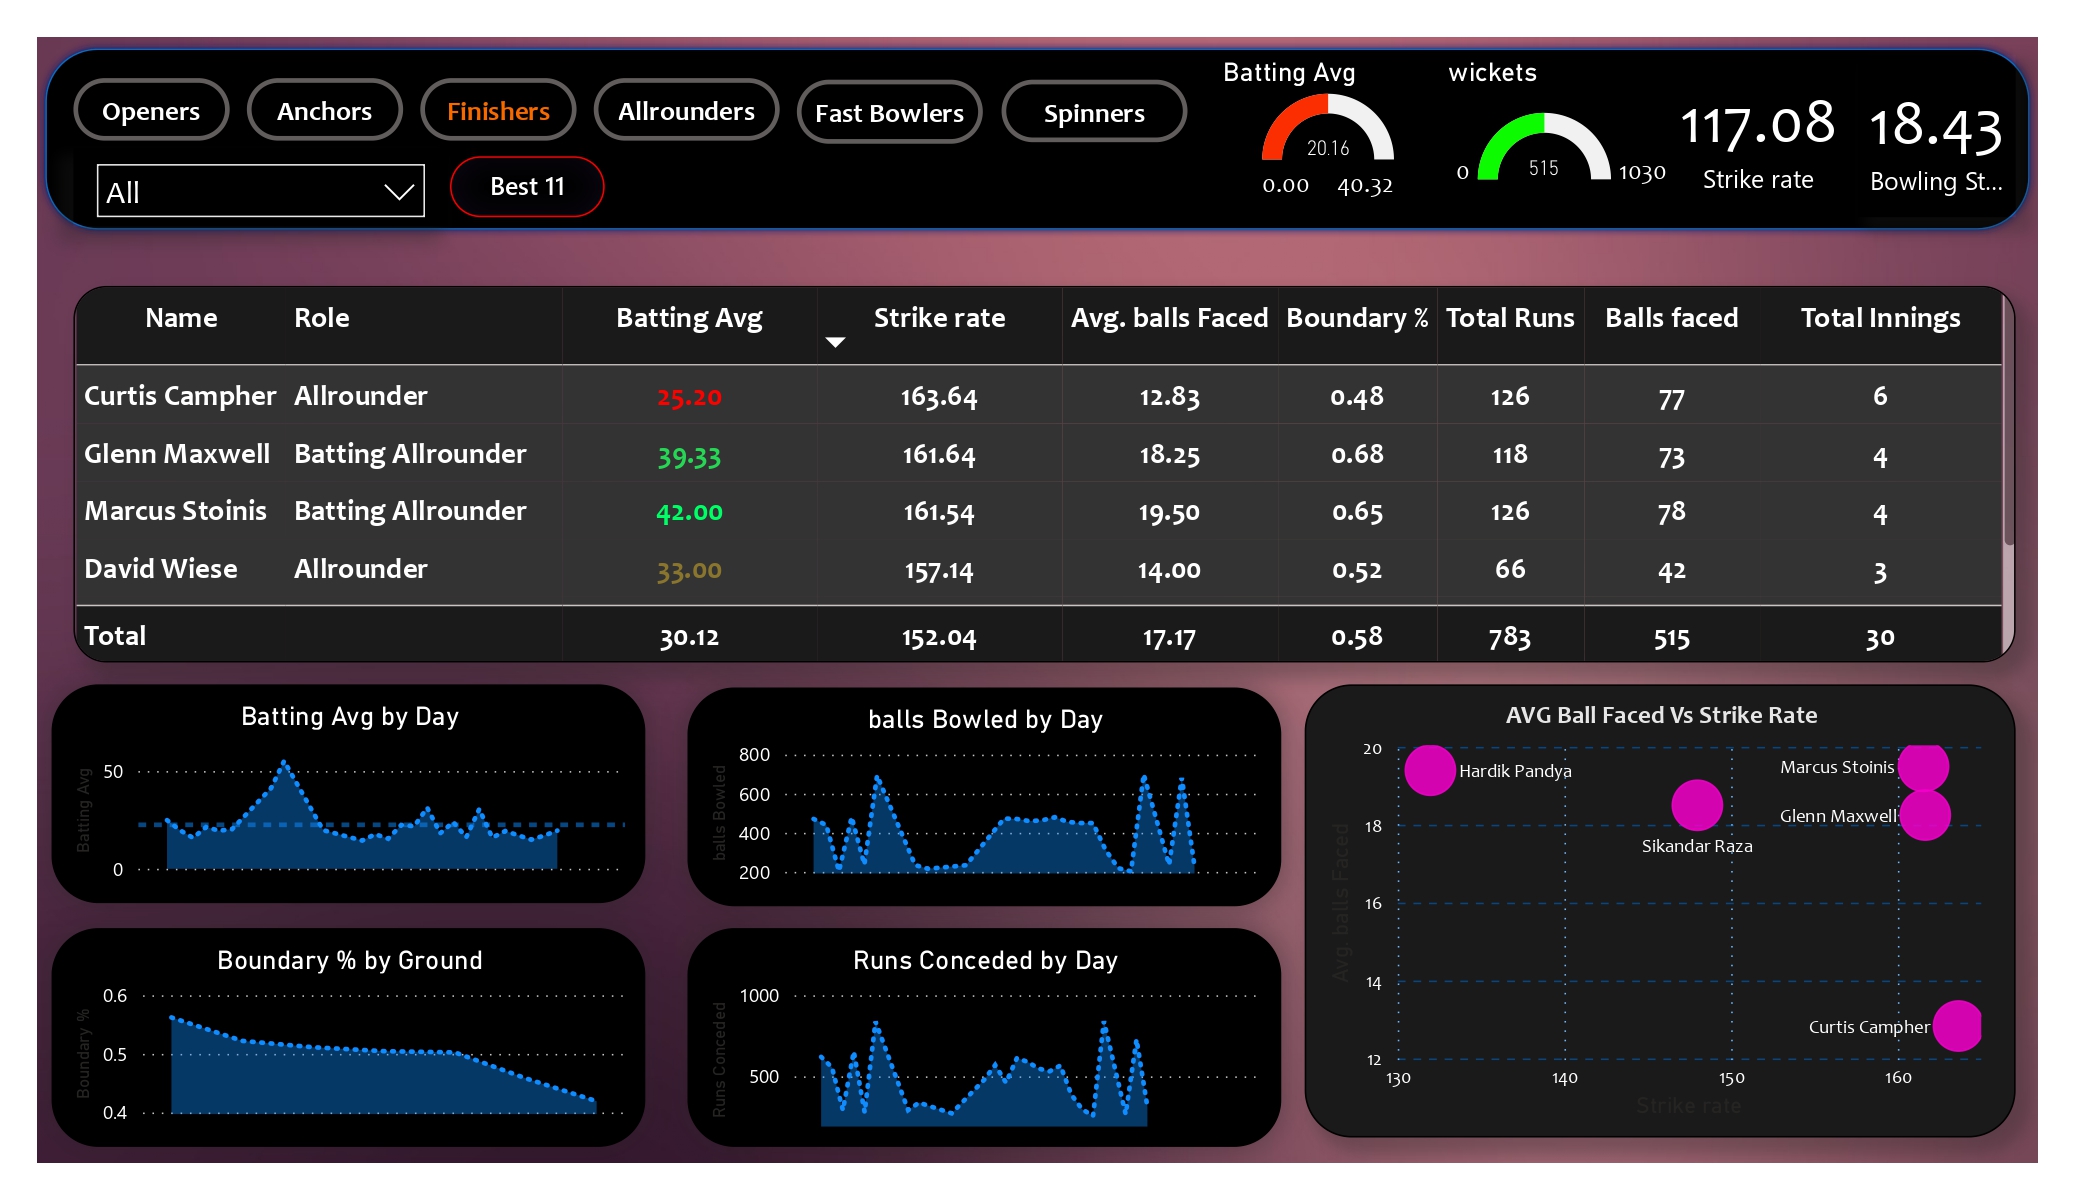 Openers
Anchors
Finishers
Allrounders
Fast Bowlers
Spinners
All
Best 11
Batting Avg
20.16
0.00 40.32
wickets
0 515 1030
117.08
Strike rate
18.43
Bowling St...
Name Role Batting Avg Strike rate Avg. balls Faced Boundary % Total Runs Balls faced Total Innings
Curtis Campher Allrounder 25.20 163.64 12.83 0.48 126 77 6
Glenn Maxwell Batting Allrounder 39.33 161.64 18.25 0.68 118 73 4
Marcus Stoinis Batting Allrounder 42.00 161.54 19.50 0.65 126 78 4
David Wiese Allrounder 33.00 157.14 14.00 0.52 66 42 3
Total 30.12 152.04 17.17 0.58 783 515 30
Batting Avg by Day
Batting Avg
50
0
balls Bowled by Day
balls Bowled
800
600
400
200
AVG Ball Faced Vs Strike Rate
Avg. balls Faced
20
18
16
14
12
Hardik Pandya
Marcus Stoinis
Glenn Maxwell
Sikandar Raza
Curtis Campher
130 140 150 160
Strike rate
Boundary % by Ground
Boundary %
0.6
0.5
0.4
Runs Conceded by Day
Runs Conceded
1000
500